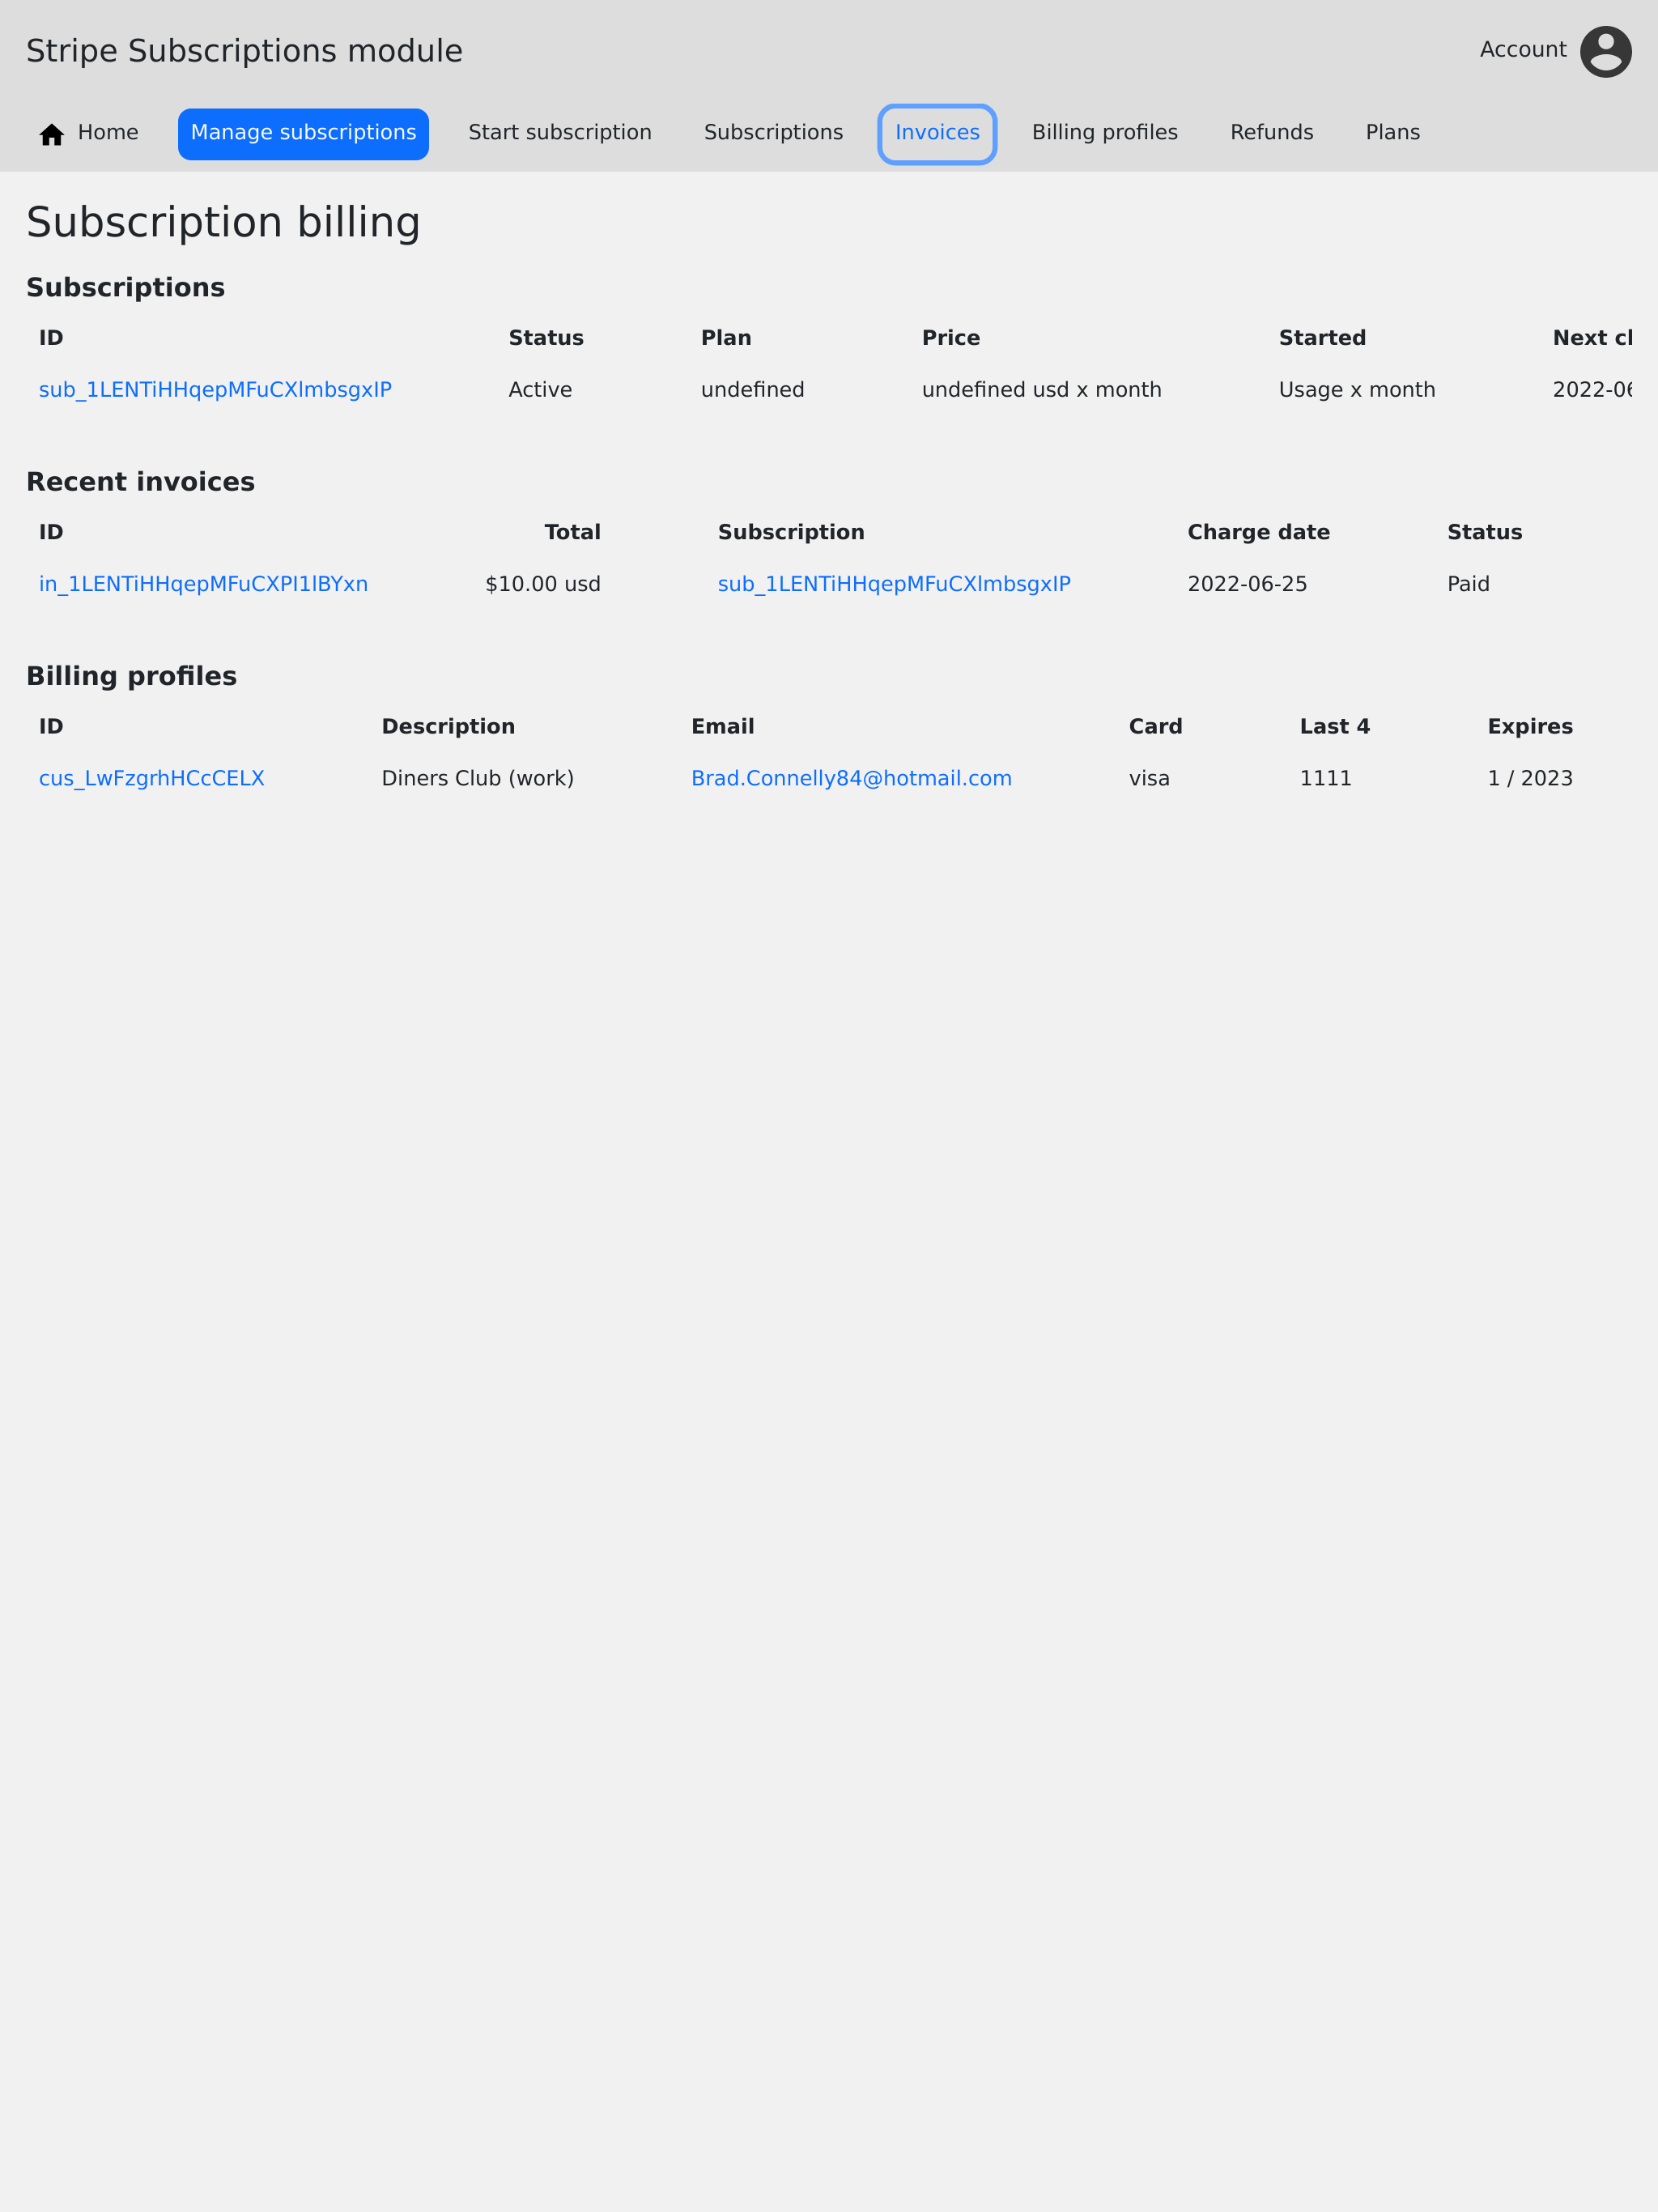 Stripe Subscriptions module
Account
Home Manage subscriptions Start subscription Subscriptions Invoices Billing profiles Refunds Plans
Subscription billing
Subscriptions
ID Status Plan Price Started Next
sub_1LENTiHHqepMFuCXlmbsgxIP Active undefined undefined usd x month Usage x month 2022-06
Recent invoices
ID Total Subscription Charge date Status
in_1LENTiHHqepMFuCXPI1lBYxn $10.00 usd sub_1LENTiHHqepMFuCXlmbsgxIP 2022-06-25 Paid
Billing profiles
ID Description Email Card Last 4 Expires
cus_LwFzgrhHCcCELX Diners Club (work) Brad.Connelly84@hotmail.com visa 1111 1 / 2023